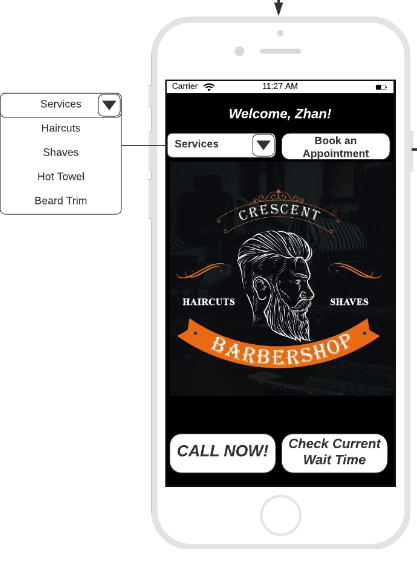 Carrier
11:27 AM
Welcome, Zhan!
Services
Book an
Appointment
Services
Haircuts
Shaves
Hot Towel
Beard Trim
CRESCENT
HAIRCUTS
SHAVES
BARBERSHOP
CALL NOW!
Check Current
Wait Time